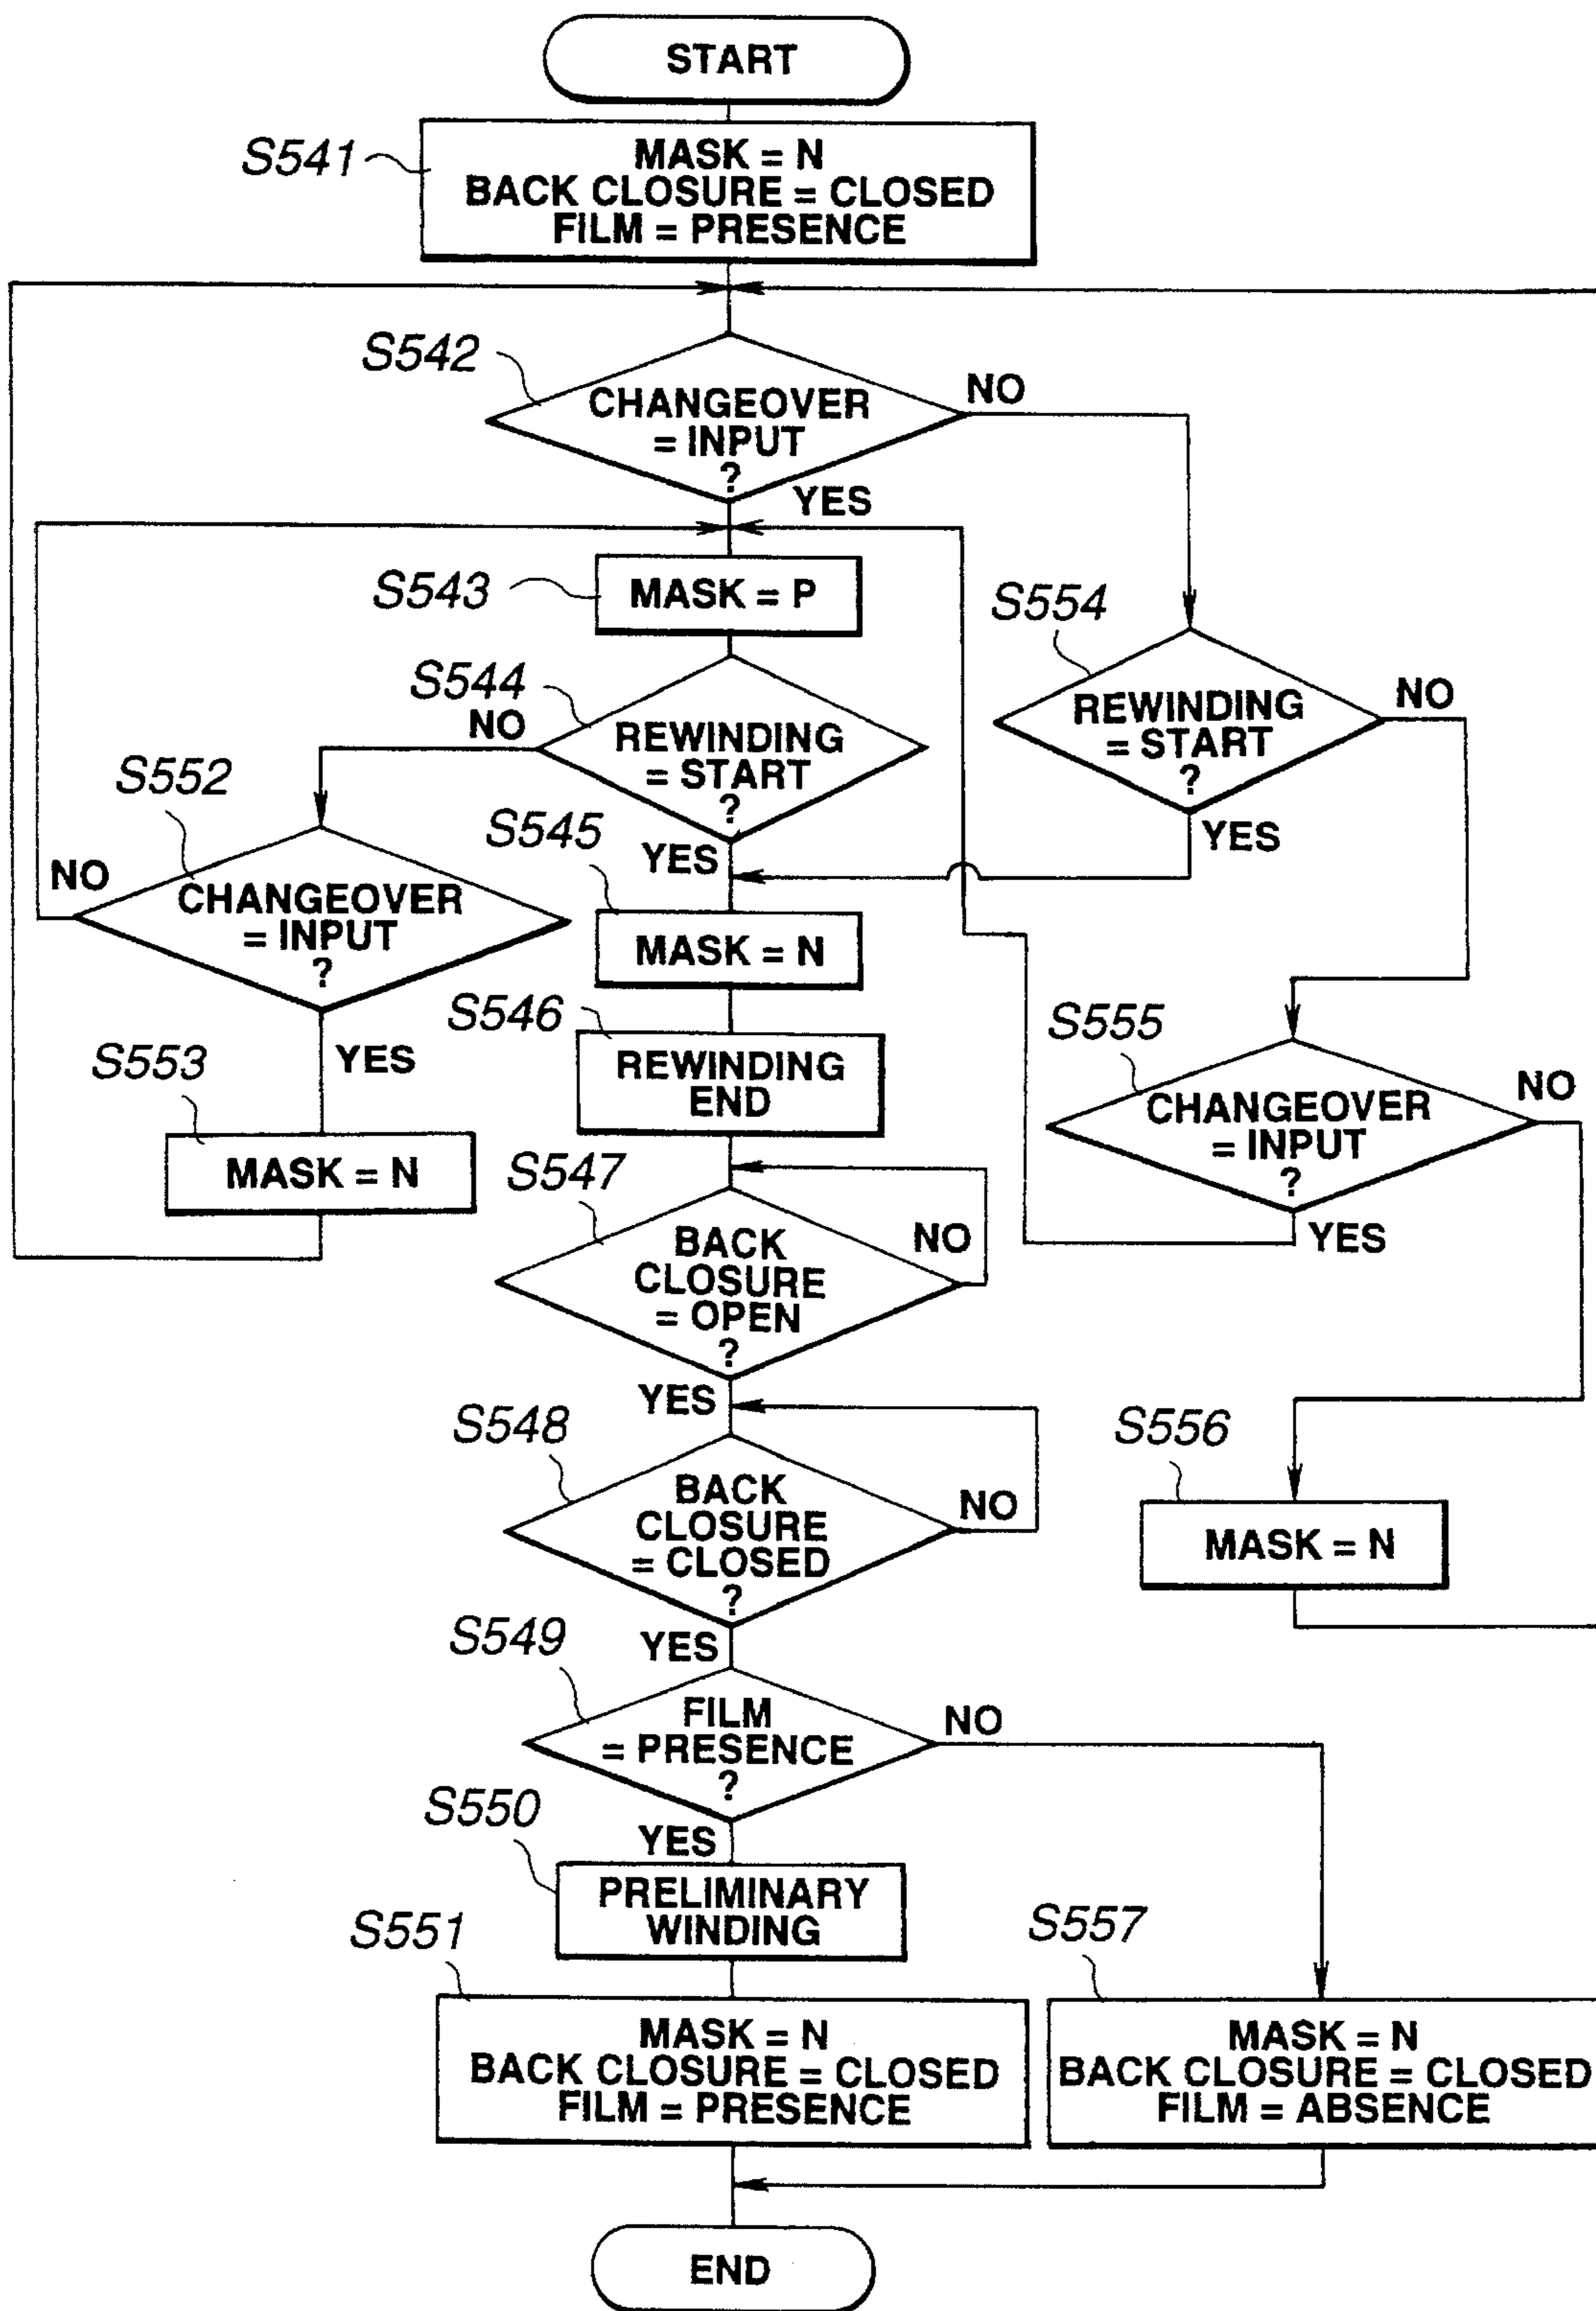 START
S541
MASK = N
BACK CLOSURE = CLOSED
FILM = PRESENCE
S542
CHANGEOVER
= INPUT
?
NO
YES
S543
MASK = P
S544
NO
REWINDING
= START
?
YES
S554
REWINDING
= START
?
NO
YES
S552
NO
CHANGEOVER
= INPUT
?
YES
S553
MASK = N
S545
MASK = N
S546
REWINDING
END
S555
CHANGEOVER
= INPUT
?
NO
YES
S547
BACK
CLOSURE
= OPEN
?
NO
YES
S548
BACK
CLOSURE
= CLOSED
?
NO
YES
S556
MASK = N
S549
FILM
= PRESENCE
?
NO
YES
S550
PRELIMINARY
WINDING
S551
MASK = N
BACK CLOSURE = CLOSED
FILM = PRESENCE
S557
MASK = N
BACK CLOSURE = CLOSED
FILM = ABSENCE
END